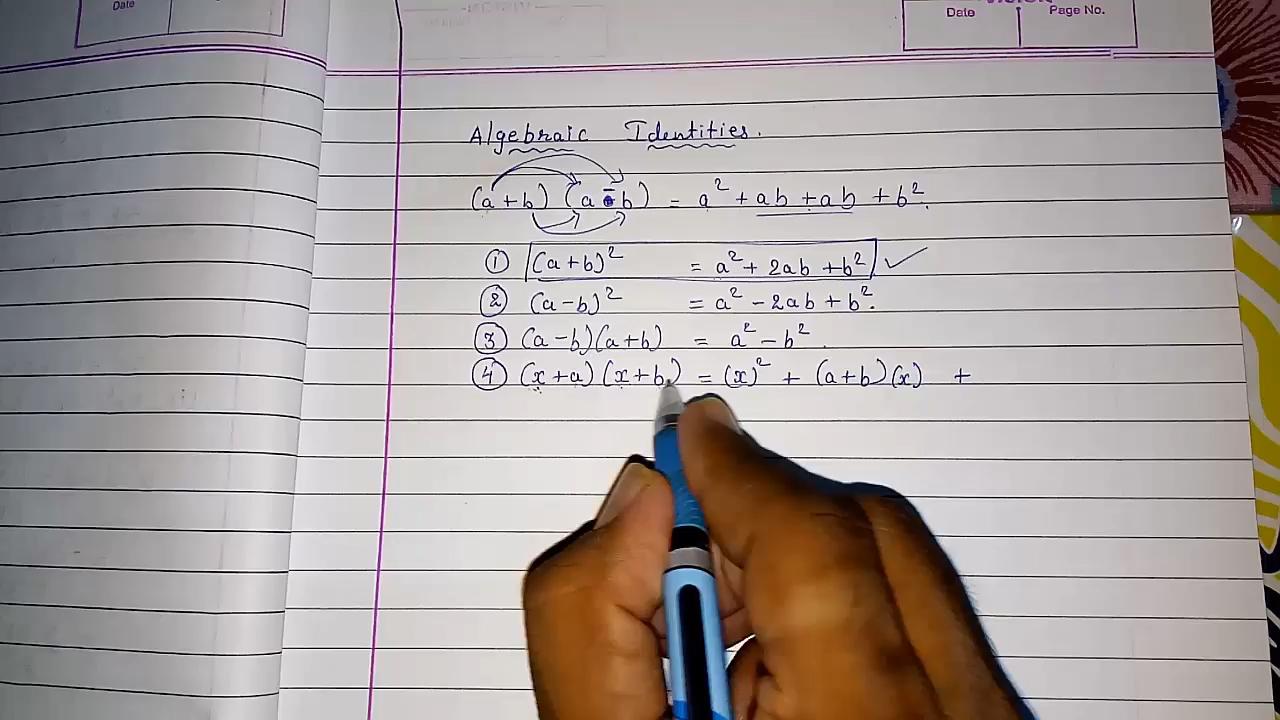 Date
Date
Page No.
Algebraic Identities.
(a + b) (a - b) = a² + ab + ab + b².
① (a+b)² = a² + 2ab + b² ✓
② (a-b)² = a² - 2ab + b².
③ (a-b)(a+b) = a² - b².
④ (x+a)(x+b) = (x)² + (a+b)(x) +